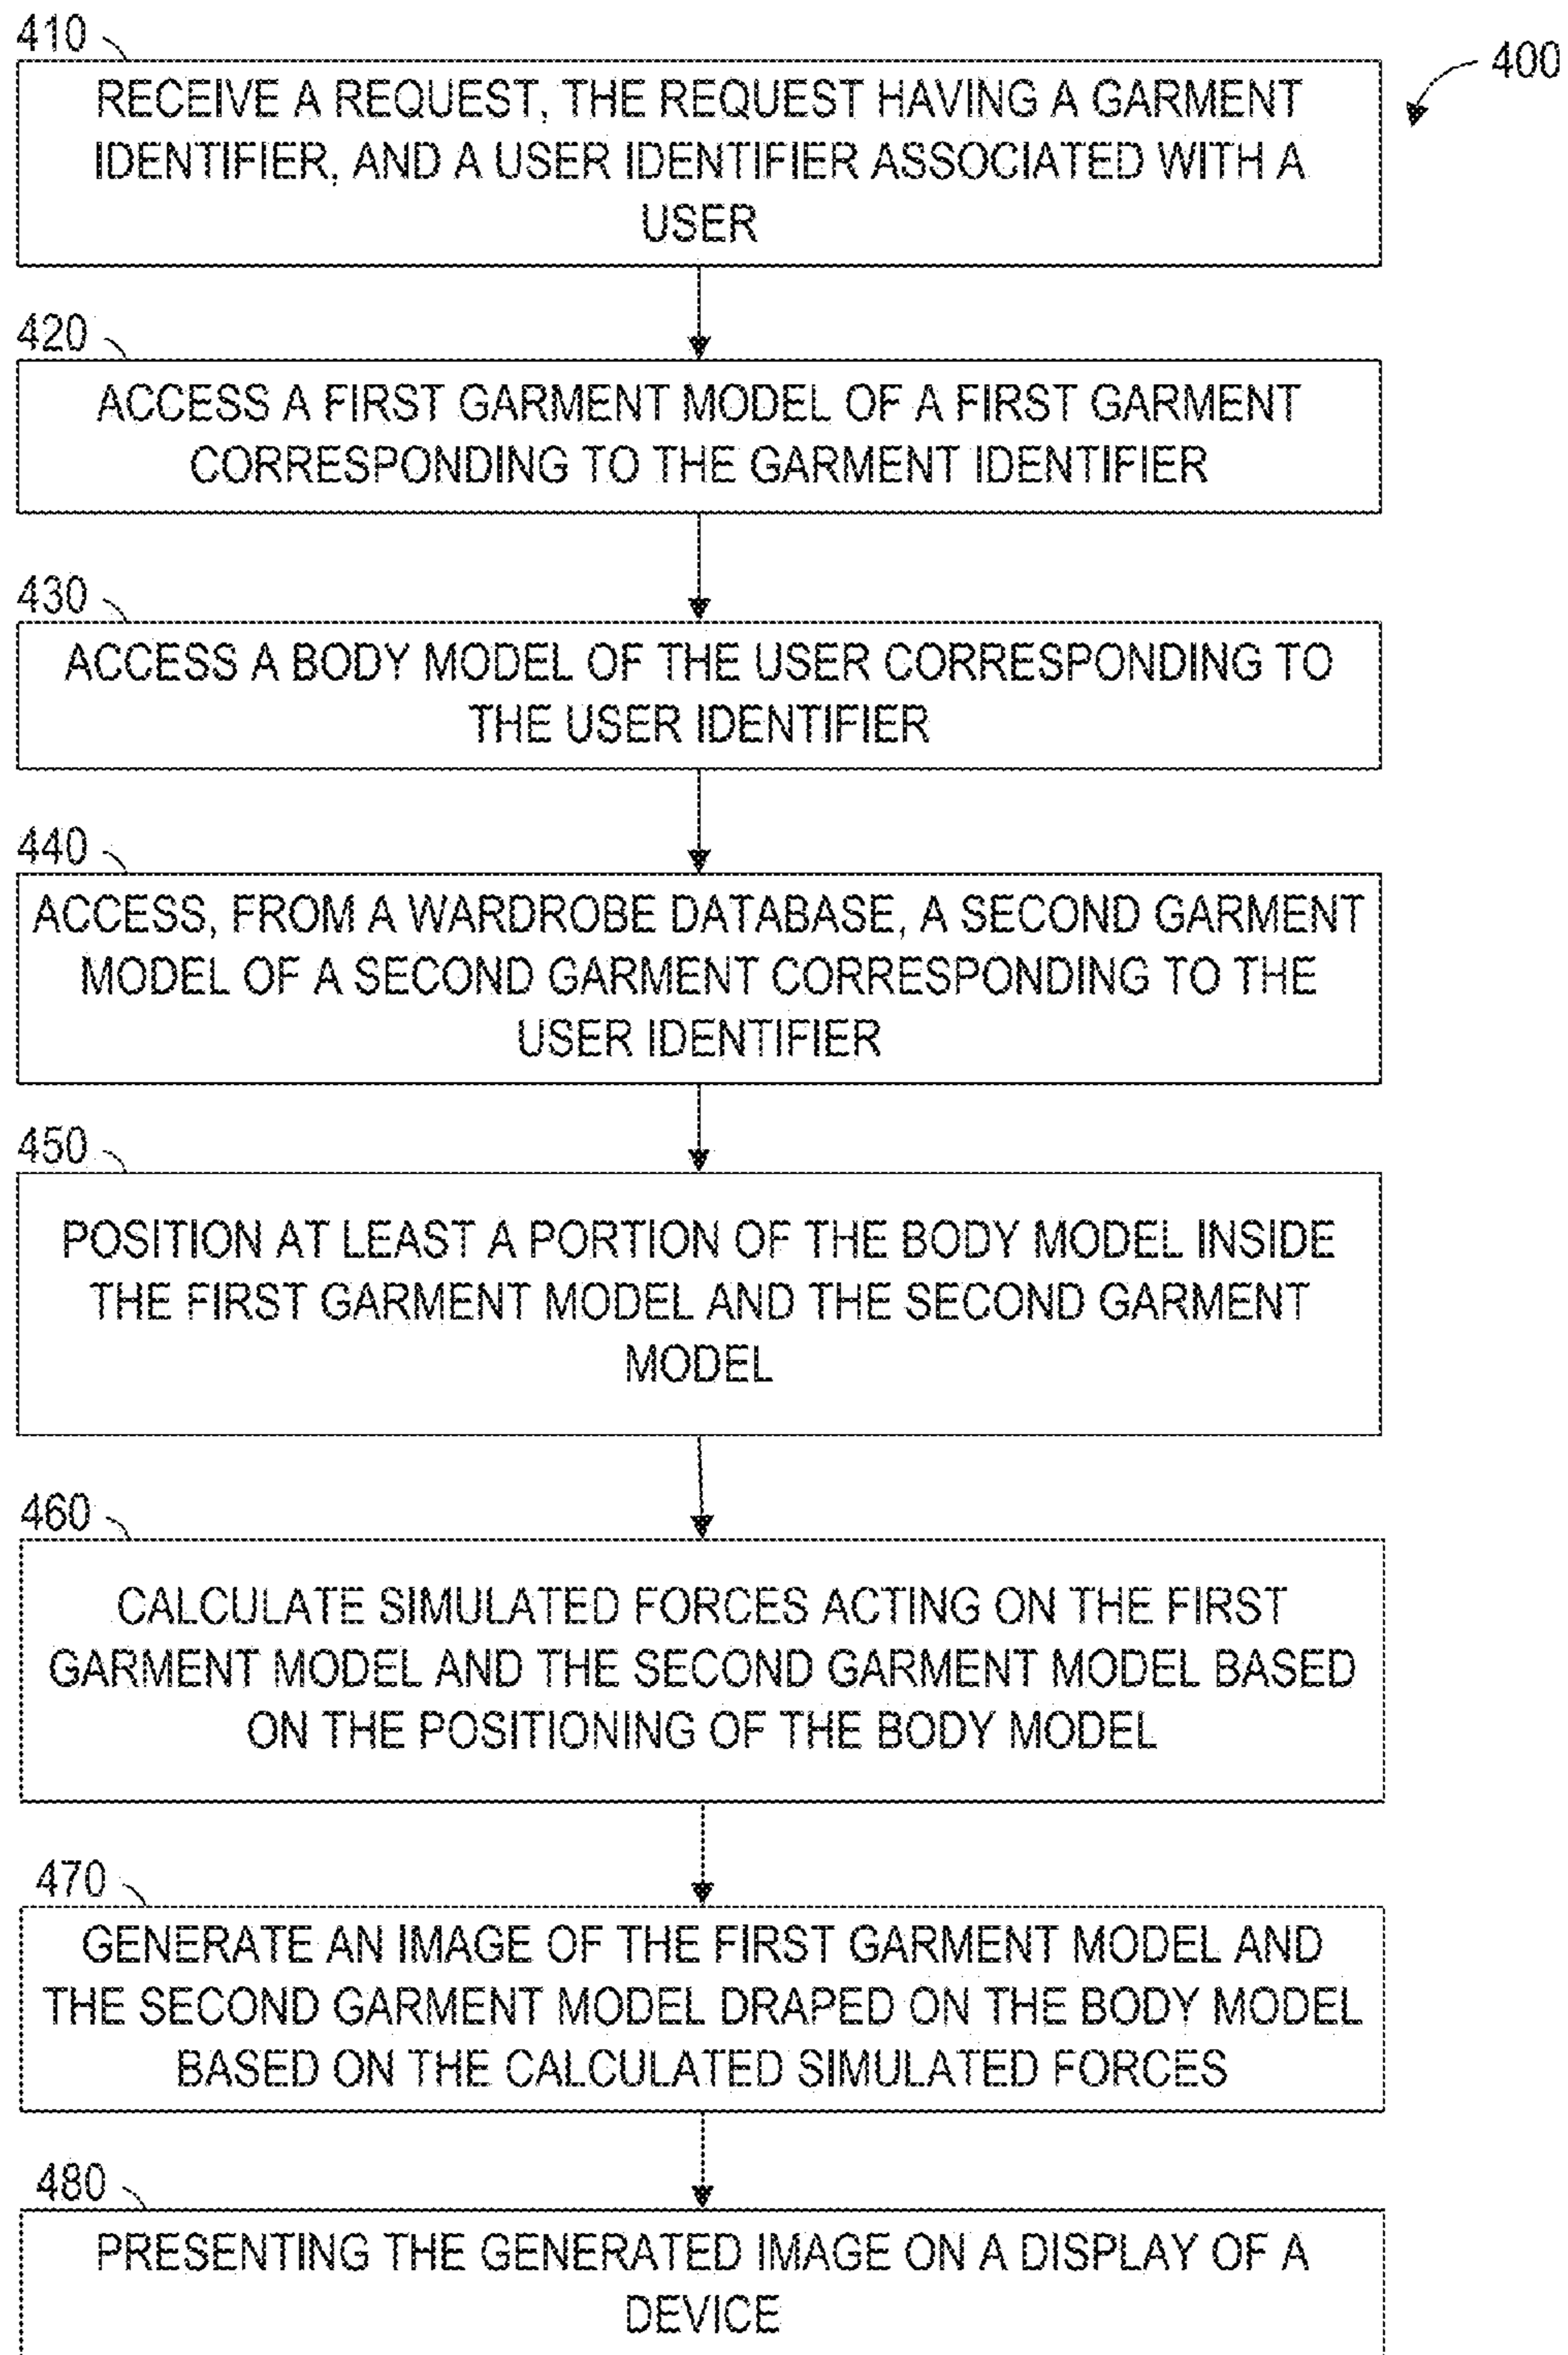 410
400
RECEIVE A REQUEST, THE REQUEST HAVING A GARMENT
IDENTIFIER, AND A USER IDENTIFIER ASSOCIATED WITH A
USER
420
ACCESS A FIRST GARMENT MODEL OF A FIRST GARMENT
CORRESPONDING TO THE GARMENT IDENTIFIER
430
ACCESS A BODY MODEL OF THE USER CORRESPONDING TO
THE USER IDENTIFIER
440
ACCESS, FROM A WARDROBE DATABASE, A SECOND GARMENT
MODEL OF A SECOND GARMENT CORRESPONDING TO THE
USER IDENTIFIER
450
POSITION AT LEAST A PORTION OF THE BODY MODEL INSIDE
THE FIRST GARMENT MODEL AND THE SECOND GARMENT
MODEL
460
CALCULATE SIMULATED FORCES ACTING ON THE FIRST
GARMENT MODEL AND THE SECOND GARMENT MODEL BASED
ON THE POSITIONING OF THE BODY MODEL
470
GENERATE AN IMAGE OF THE FIRST GARMENT MODEL AND
THE SECOND GARMENT MODEL DRAPED ON THE BODY MODEL
BASED ON THE CALCULATED SIMULATED FORCES
480
PRESENTING THE GENERATED IMAGE ON A DISPLAY OF A
DEVICE